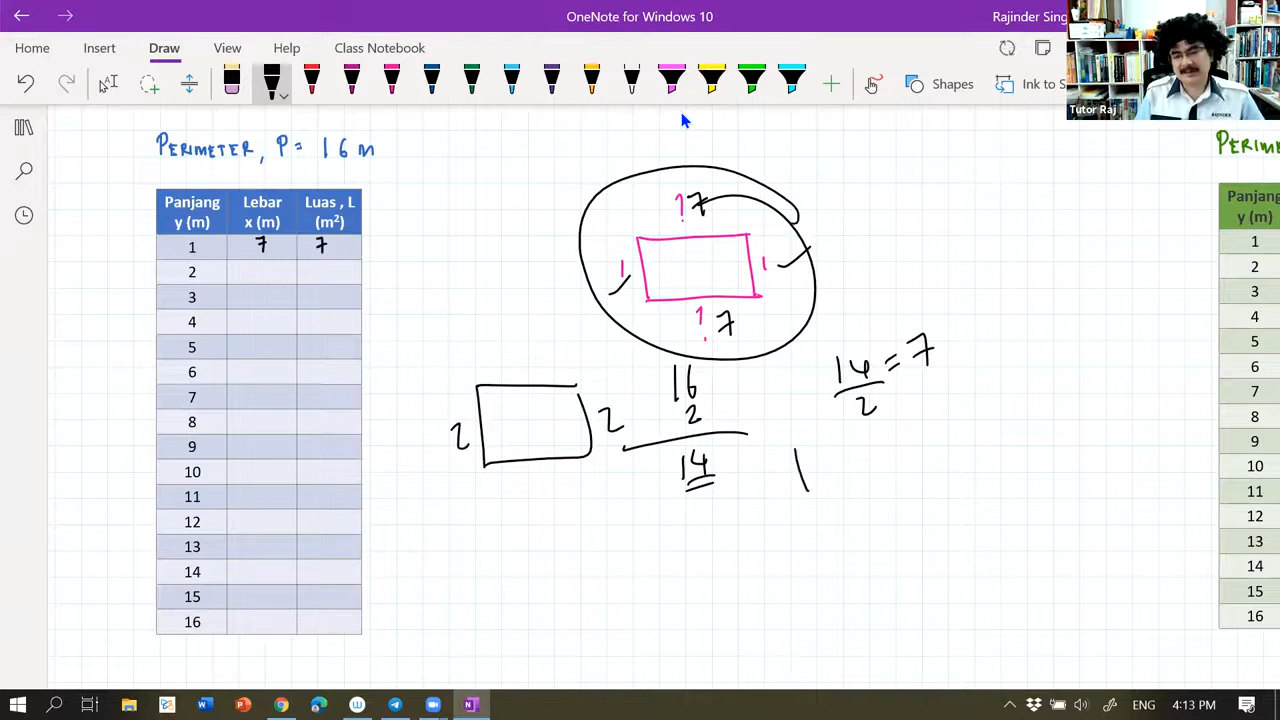 OneNote for Windows 10
Rajinder Sing
Home Insert Draw View Help Class Notebook
Shapes Ink to S
Tutor Raj
PERIMETER, P = 16 m
PERIME
Panjang y (m) Lebar x (m) Luas , L (m²)
1 7 7
2
3
4
5
6
7
8
9
10
11
12
13
14
15
16
? 7
1 1
? 7
16
2
14
2 2
14/2 = 7
Panjang
y (m)
1
2
3
4
5
6
7
8
9
10
11
12
13
14
15
16
ENG 4:13 PM